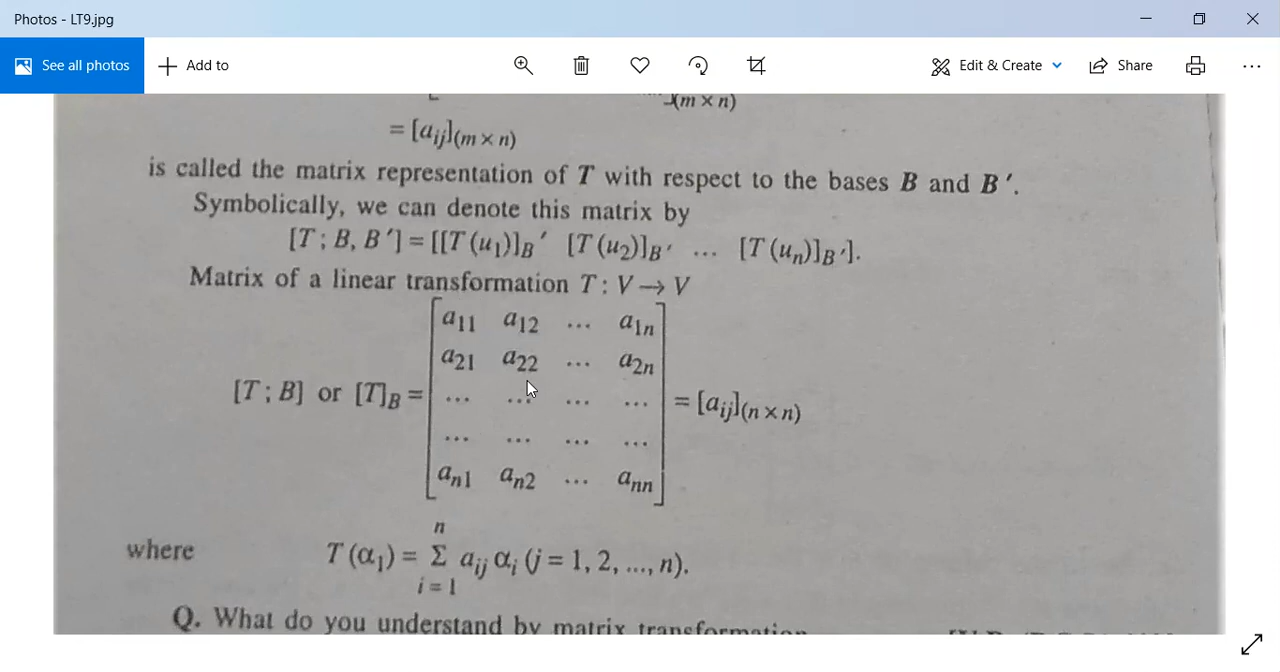 Photos - LT9.jpg
See all photos
Add to
Edit & Create
Share
(m × n)
= [aij](m × n)
is called the matrix representation of T with respect to the bases B and B′.
Symbolically, we can denote this matrix by
[T ; B, B′] = [[T (u1)]B′ [T (u2)]B′ ... [T (un)]B′].
Matrix of a linear transformation T : V → V
a11 a12 ... a1n
a21 a22 ... a2n
[T ; B] or [T]B = ... ... ... ... = [aij](n × n)
... ... ... ...
an1 an2 ... ann
n
where T (α1) = Σ aij αi (j = 1, 2, ..., n).
i = 1
Q. What do you understand by matrix transformation